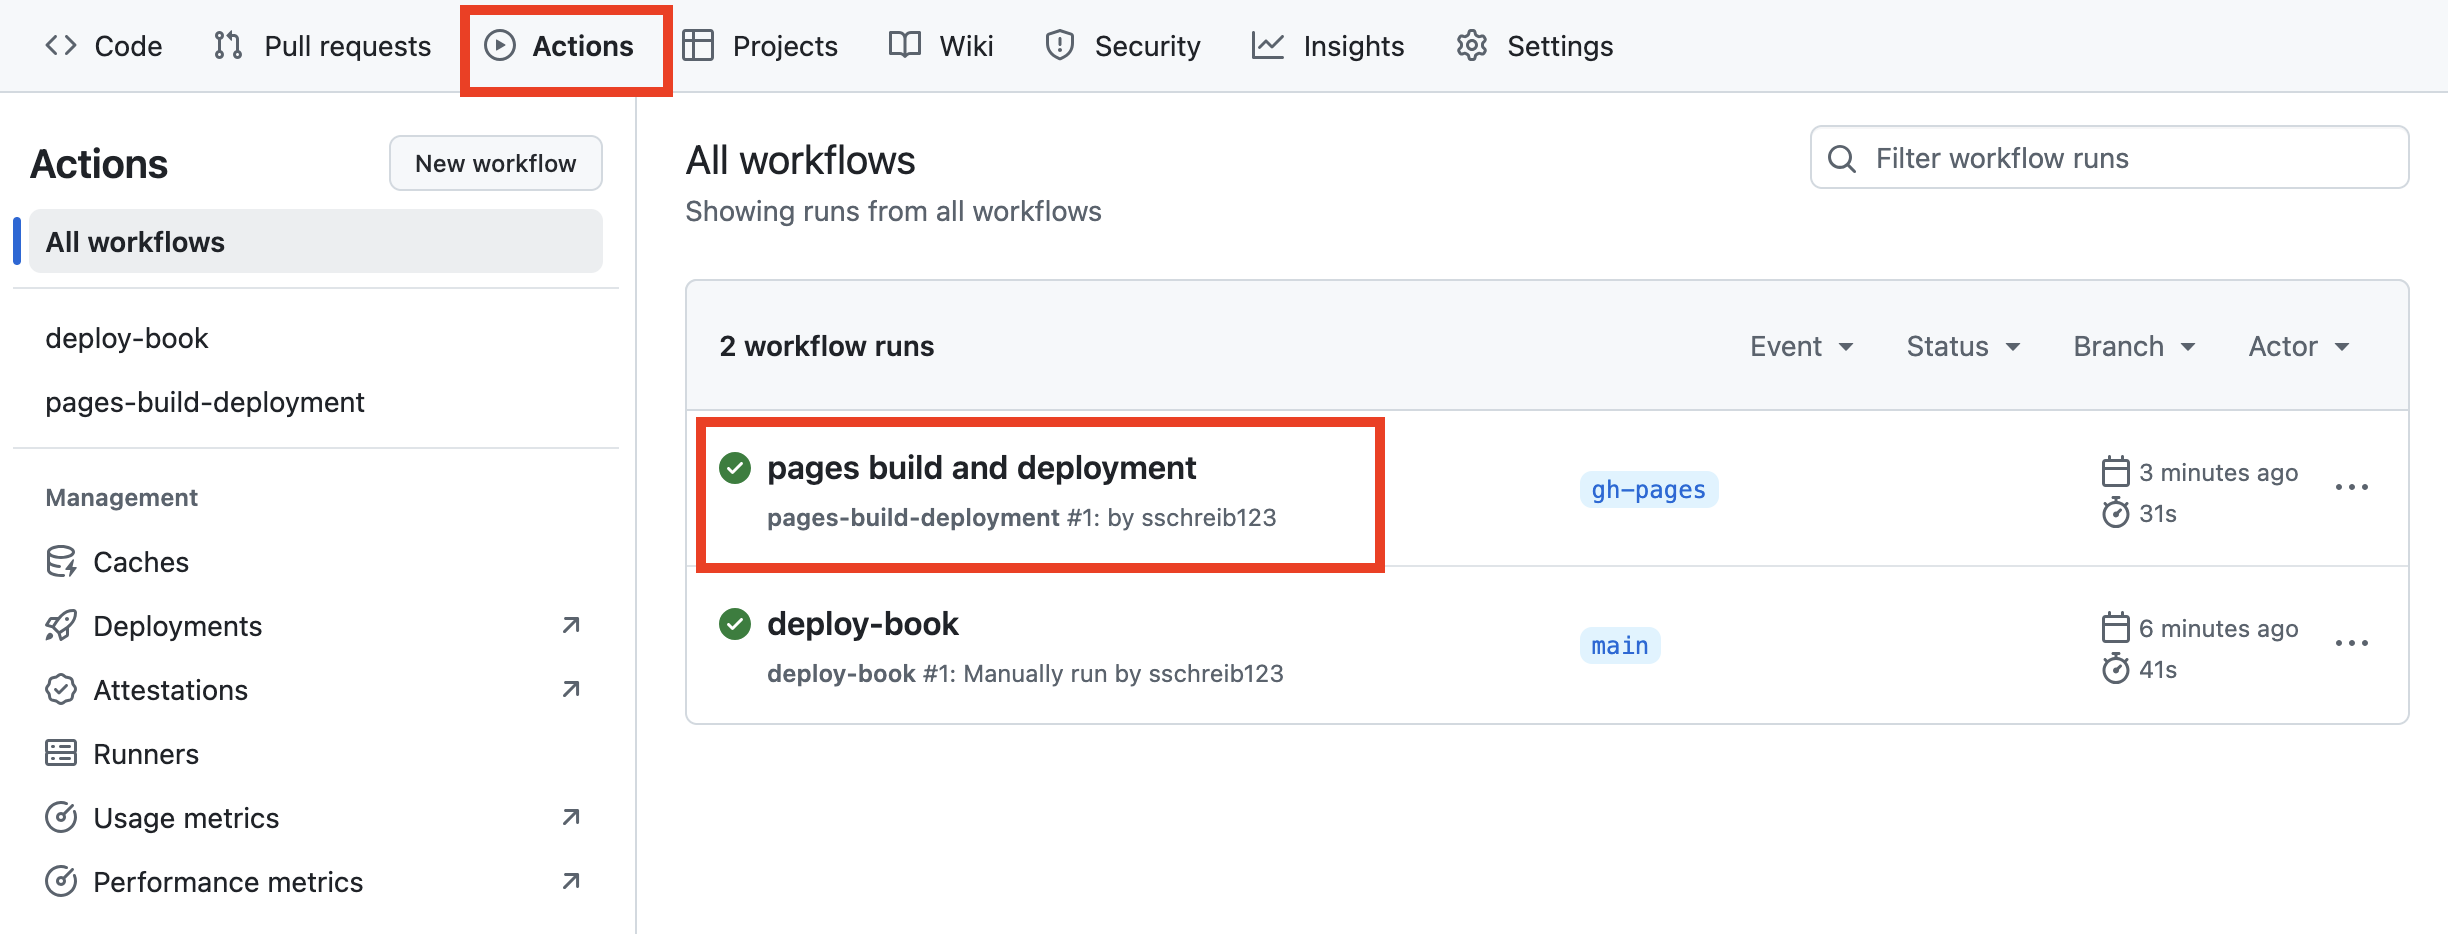 Code Pull requests Actions Projects Wiki Security Insights Settings
Actions
New workflow
All workflows
deploy-book
pages-build-deployment
Management
Caches
Deployments
Attestations
Runners
Usage metrics
Performance metrics
All workflows
Showing runs from all workflows
Filter workflow runs
2 workflow runs
Event Status Branch Actor
pages build and deployment
pages-build-deployment #1: by sschreib123
gh-pages
3 minutes ago
31s
deploy-book
deploy-book #1: Manually run by sschreib123
main
6 minutes ago
41s